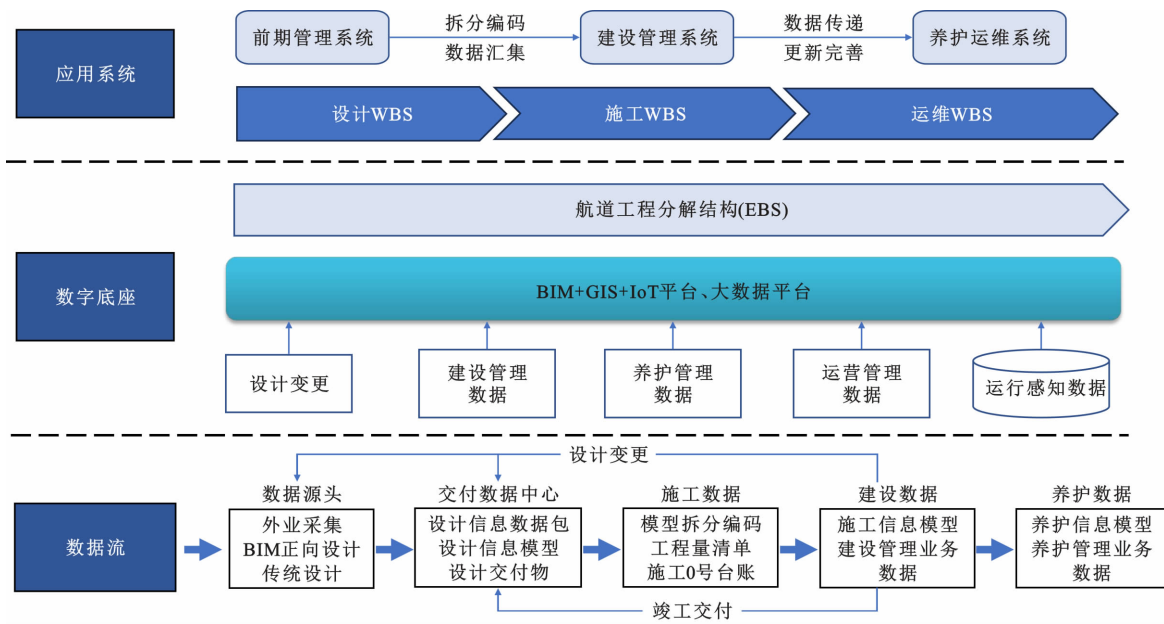 应用系统
前期管理系统
拆分编码
数据汇集
建设管理系统
数据传递
更新完善
养护运维系统
设计WBS
施工WBS
运维WBS
数字底座
航道工程分解结构(EBS)
BIM+GIS+IoT平台、大数据平台
设计变更
建设管理
数据
养护管理
数据
运营管理
数据
运行感知数据
数据流
设计变更
数据源头
外业采集
BIM正向设计
传统设计
交付数据中心
设计信息数据包
设计信息模型
设计交付物
施工数据
模型拆分编码
工程量清单
施工0号台账
建设数据
施工信息模型
建设管理业务
数据
养护数据
养护信息模型
养护管理业务
数据
竣工交付